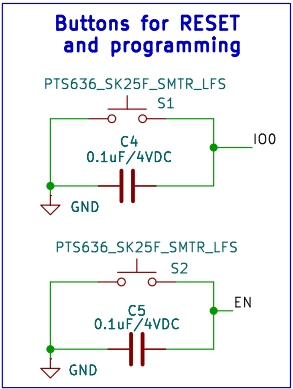 Buttons for RESET
and programming
PTS636_SK25F_SMTR_LFS
S1
IO0
C4
0.1uF/4VDC
GND
PTS636_SK25F_SMTR_LFS
S2
EN
C5
0.1uF/4VDC
GND